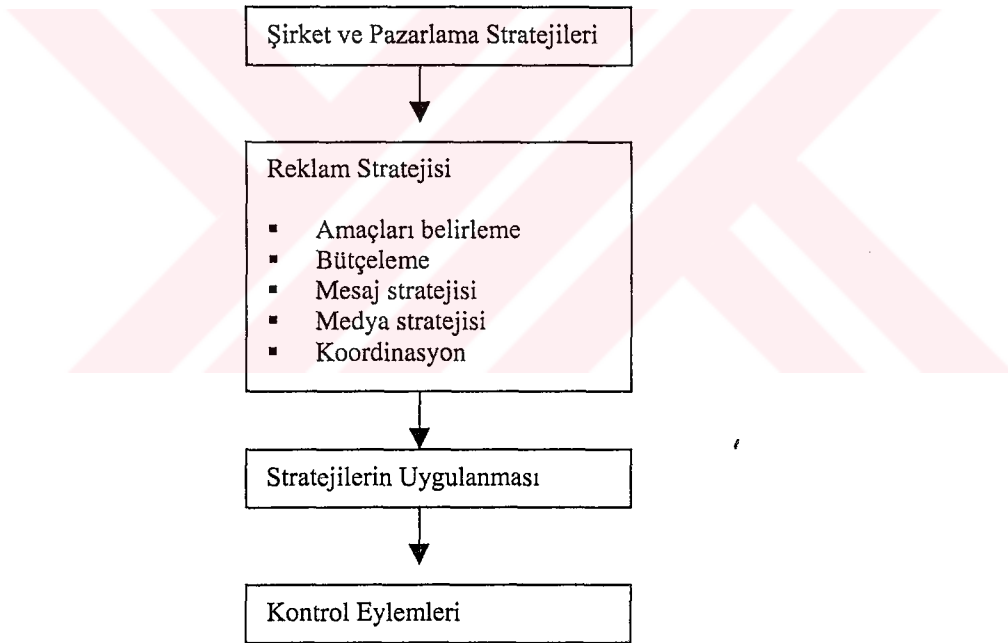 Şirket ve Pazarlama Stratejileri
Reklam Stratejisi
▪ Amaçları belirleme
▪ Bütçeleme
▪ Mesaj stratejisi
▪ Medya stratejisi
▪ Koordinasyon
Stratejilerin Uygulanması
Kontrol Eylemleri